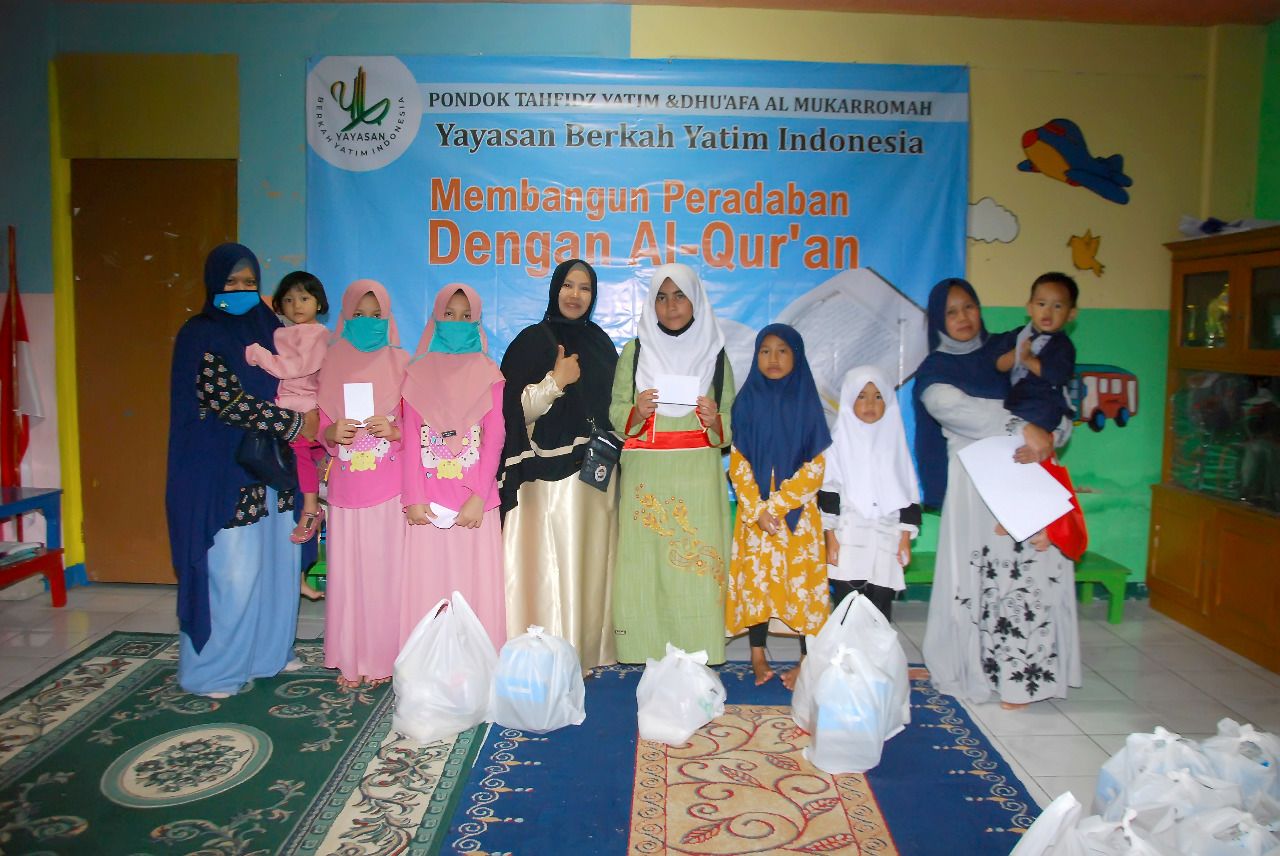 YAYASAN
BERKAH YATIM INDONESIA
PONDOK TAHFIDZ YATIM &DHU'AFA AL MUKARROMAH
Yayasan Berkah Yatim Indonesia
Membangun Peradaban
Dengan Al-Qur'an